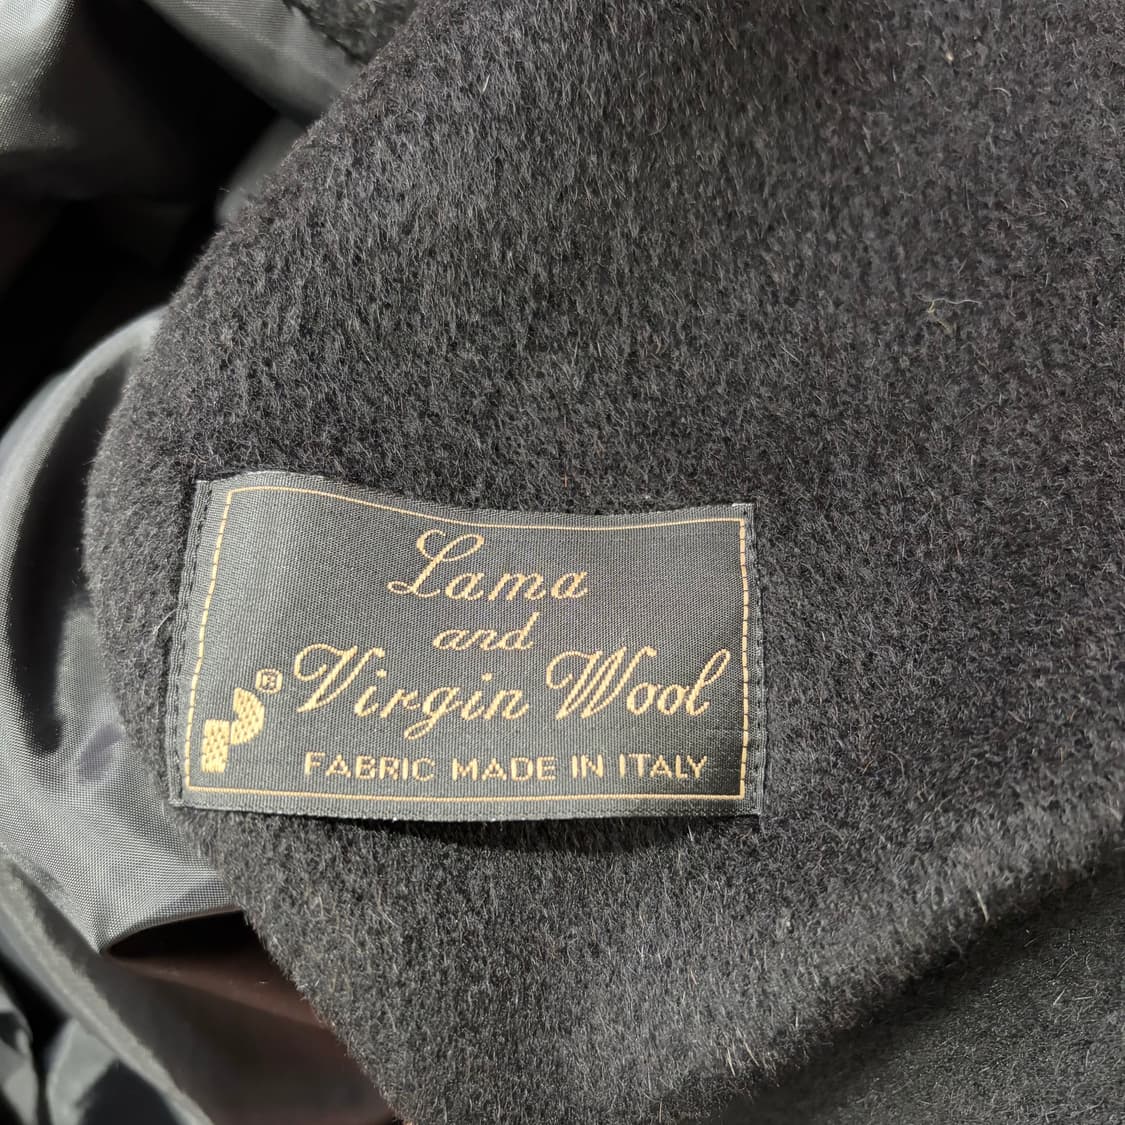 Lama
and
Virgin Wool
®
FABRIC MADE IN ITALY